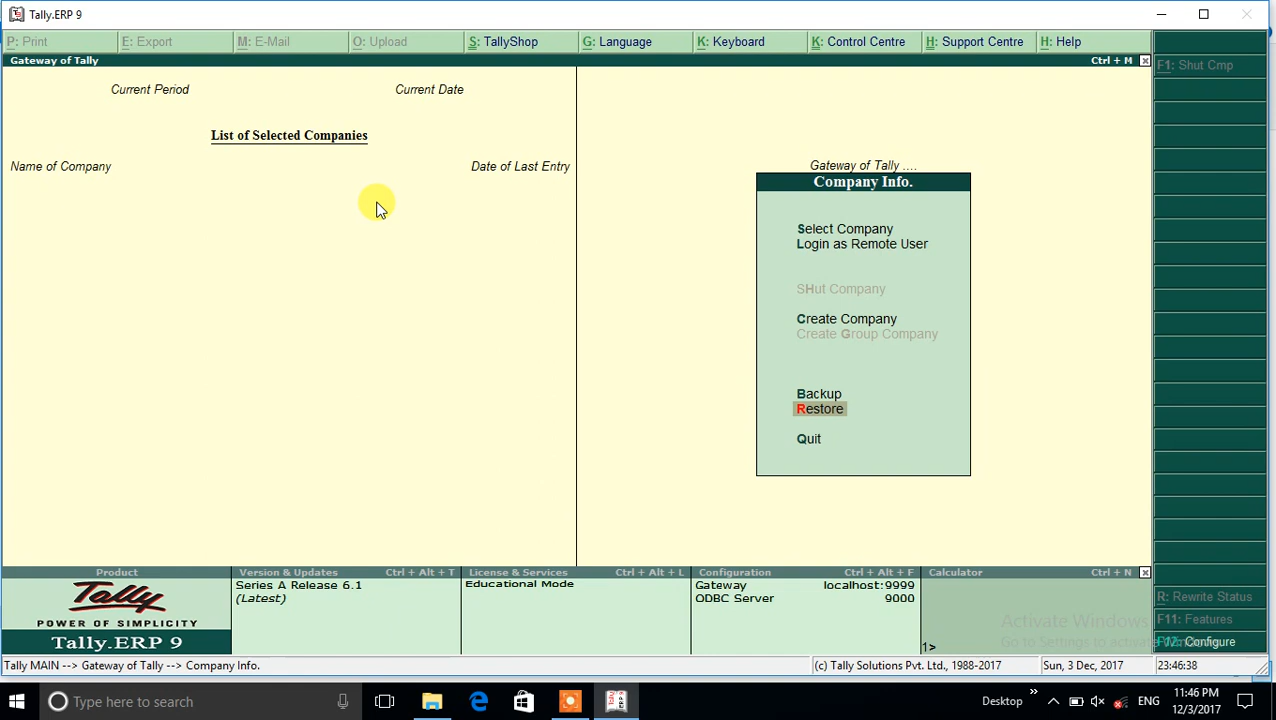 Tally.ERP 9
P: Print
E: Export
M: E-Mail
O: Upload
S: TallyShop
G: Language
K: Keyboard
K: Control Centre
H: Support Centre
H: Help
Gateway of Tally
Ctrl + M
F1: Shut Cmp
Current Period
Current Date
List of Selected Companies
Name of Company
Date of Last Entry
Gateway of Tally ....
Company Info.
Select Company
Login as Remote User
SHut Company
Create Company
Create Group Company
Backup
Restore
Quit
Product
Version & Updates
Ctrl + Alt + T
License & Services
Ctrl + Alt + L
Configuration
Ctrl + Alt + F
Calculator
Ctrl + N
Tally
POWER OF SIMPLICITY
Tally.ERP 9
Series A Release 6.1
(Latest)
Educational Mode
Gateway
localhost:9999
ODBC Server
9000
1>
R: Rewrite Status
F11: Features
F12: Configure
Activate Windows
Go to Settings to activate
Tally MAIN --> Gateway of Tally --> Company Info.
(c) Tally Solutions Pvt. Ltd., 1988-2017
Sun, 3 Dec, 2017
23:46:38
Type here to search
Desktop
ENG
11:46 PM
12/3/2017